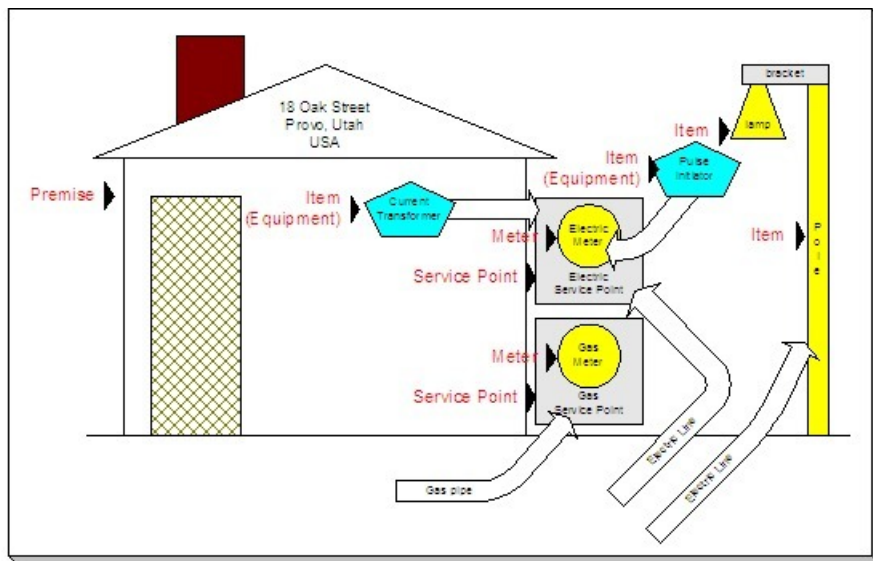 bracket
lamp
18 Oak Street
Provo, Utah
USA
Item
Item
(Equipment)
Pulse
Initiator
Premise
Item
(Equipment)
Current
Transformer
Meter
Electric
Meter
Item
Pole
Service Point
Electric
Service Point
Meter
Gas
Meter
Service Point
Gas
Service Point
Electric Line
Electric Line
Gas pipe